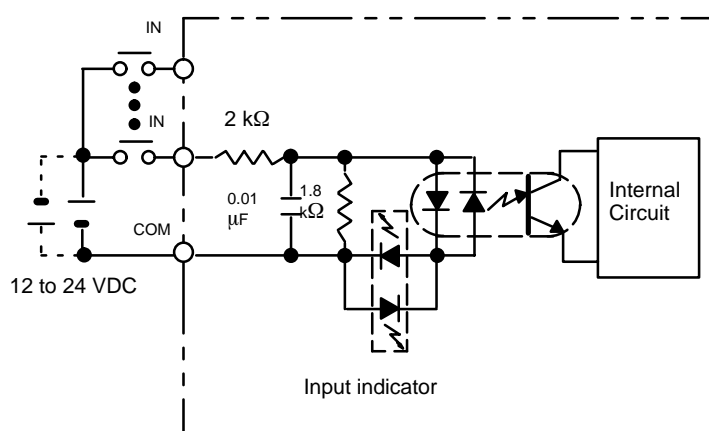 IN
IN
2 kΩ
0.01
µF
1.8
kΩ
Internal
Circuit
COM
12 to 24 VDC
Input indicator